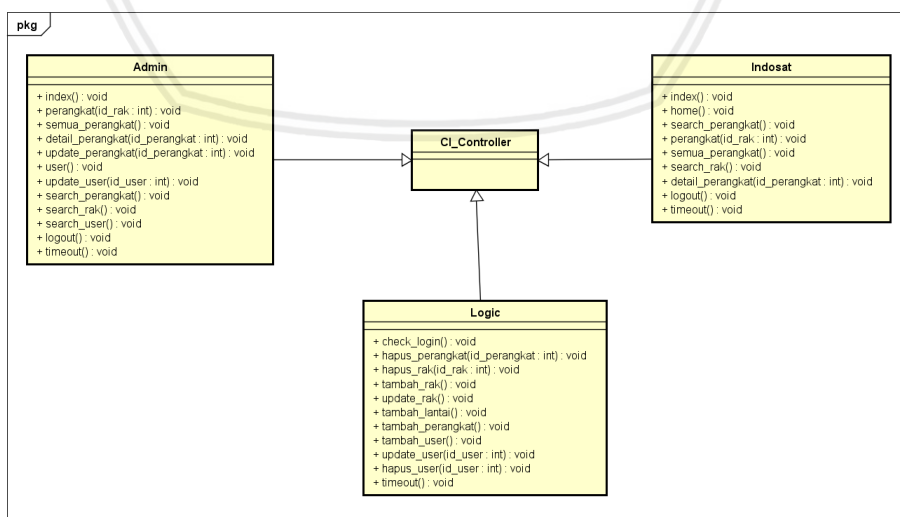 pkg
Admin
+ index() : void
+ perangkat(id_rak : int) : void
+ semua_perangkat() : void
+ detail_perangkat(id_perangkat : int) : void
+ update_perangkat(id_perangkat : int) : void
+ user() : void
+ update_user(id_user : int) : void
+ search_perangkat() : void
+ search_rak() : void
+ search_user() : void
+ logout() : void
+ timeout() : void
CI_Controller
Indosat
+ index() : void
+ home() : void
+ search_perangkat() : void
+ perangkat(id_rak : int) : void
+ semua_perangkat() : void
+ search_rak() : void
+ detail_perangkat(id_perangkat : int) : void
+ logout() : void
+ timeout() : void
Logic
+ check_login() : void
+ hapus_perangkat(id_perangkat : int) : void
+ hapus_rak(id_rak : int) : void
+ tambah_rak() : void
+ update_rak() : void
+ tambah_lantai() : void
+ tambah_perangkat() : void
+ tambah_user() : void
+ update_user(id_user : int) : void
+ hapus_user(id_user : int) : void
+ timeout() : void